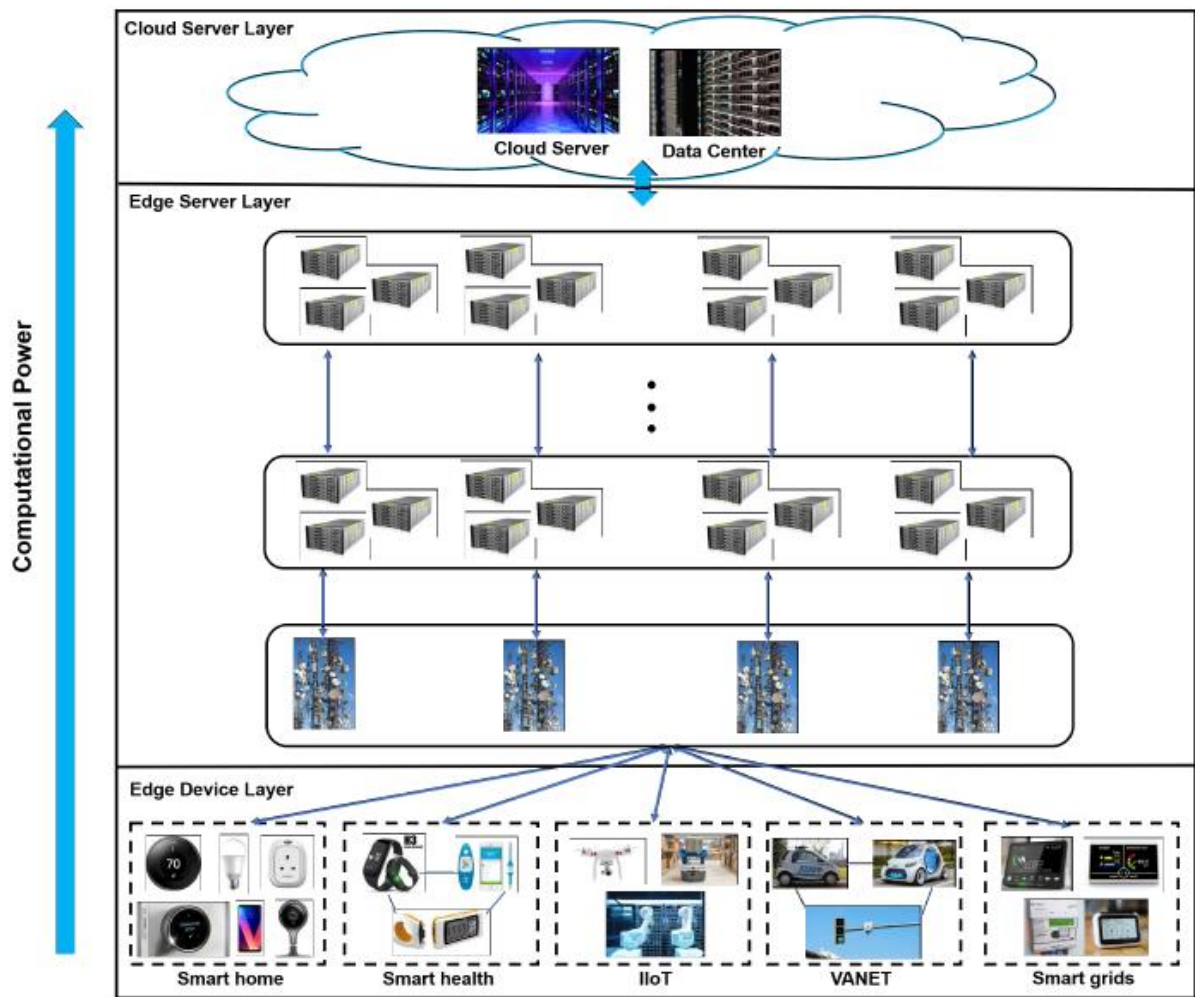 Cloud Server Layer
Cloud Server
Data Center
Edge Server Layer
Computational Power
Edge Device Layer
70
K3
Smart home
Smart health
IIoT
VANET
Smart grids